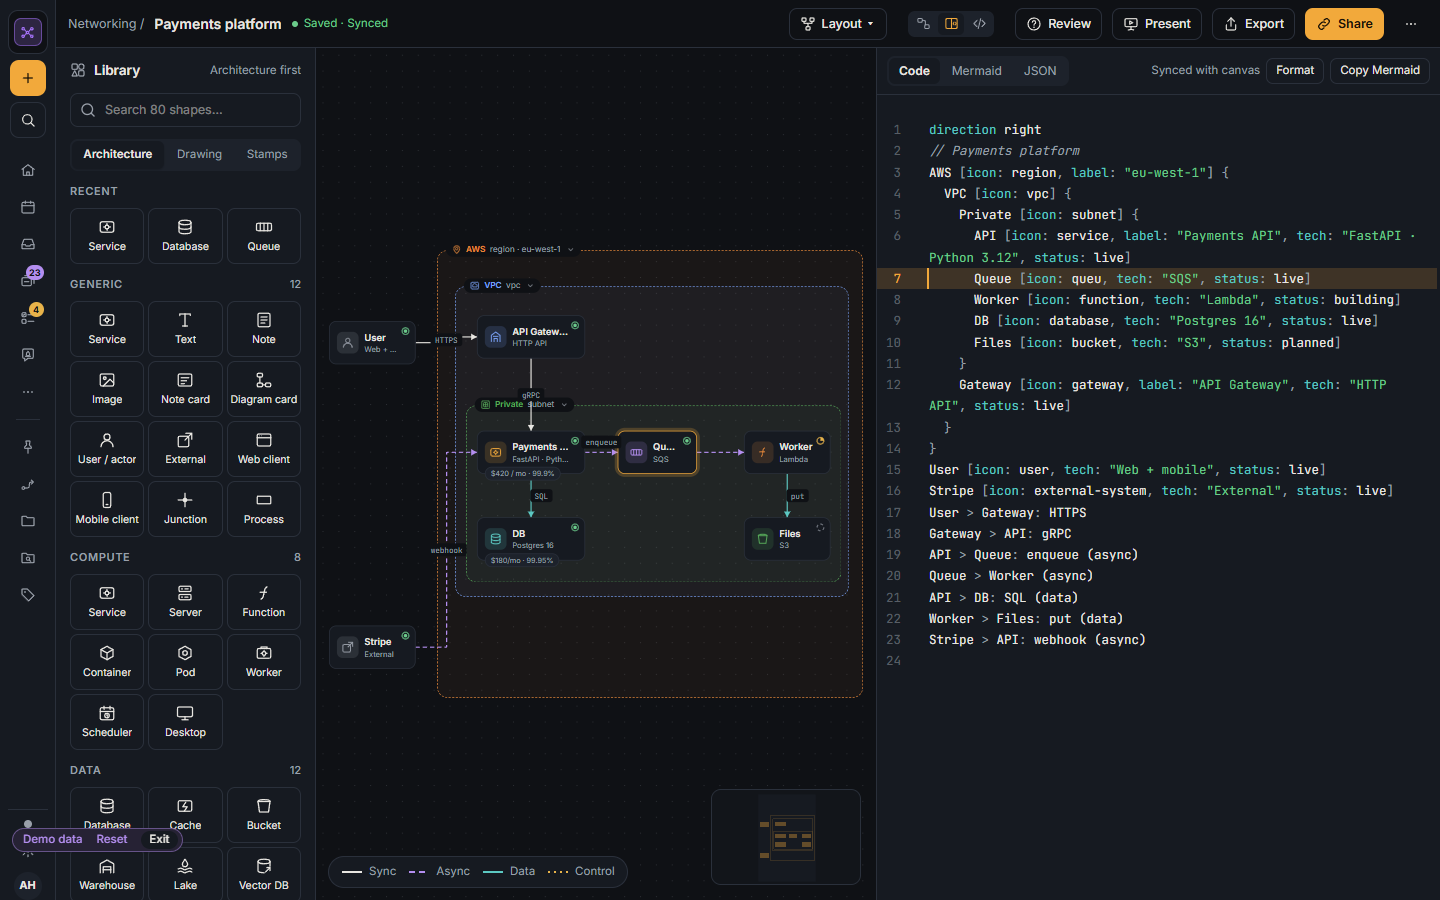 Networking / Payments platform Saved · Synced
Layout
Review
Present
Export
Share
23
4
Library
Architecture first
Search 80 shapes...
Architecture Drawing Stamps
RECENT
Service Database Queue
GENERIC 12
Service Text Note
Image Note card Diagram card
User / actor External Web client
Mobile client Junction Process
COMPUTE 8
Service Server Function
Container Pod Worker
Scheduler Desktop
DATA 12
Database Cache Bucket
Warehouse Lake Vector DB
Demo data Reset Exit
AH
AWS region · eu-west-1
VPC vpc
User
Web + ...
HTTPS
API Gatew...
HTTP API
gRPC
Private subnet
Payments ...
FastAPI · Pyth...
$420 / mo · 99.9%
enqueue
Qu...
SQS
Worker
Lambda
SQL
put
DB
Postgres 16
$180/mo · 99.95%
Files
S3
webhook
Stripe
External
Sync Async Data Control
Code Mermaid JSON
Synced with canvas
Format
Copy Mermaid
1 direction right
2 // Payments platform
3 AWS [icon: region, label: "eu-west-1"] {
4 VPC [icon: vpc] {
5 Private [icon: subnet] {
6 API [icon: service, label: "Payments API", tech: "FastAPI ·
Python 3.12", status: live]
7 Queue [icon: queu, tech: "SQS", status: live]
8 Worker [icon: function, tech: "Lambda", status: building]
9 DB [icon: database, tech: "Postgres 16", status: live]
10 Files [icon: bucket, tech: "S3", status: planned]
11 }
12 Gateway [icon: gateway, label: "API Gateway", tech: "HTTP
API", status: live]
13 }
14 }
15 User [icon: user, tech: "Web + mobile", status: live]
16 Stripe [icon: external-system, tech: "External", status: live]
17 User > Gateway: HTTPS
18 Gateway > API: gRPC
19 API > Queue: enqueue (async)
20 Queue > Worker (async)
21 API > DB: SQL (data)
22 Worker > Files: put (data)
23 Stripe > API: webhook (async)
24